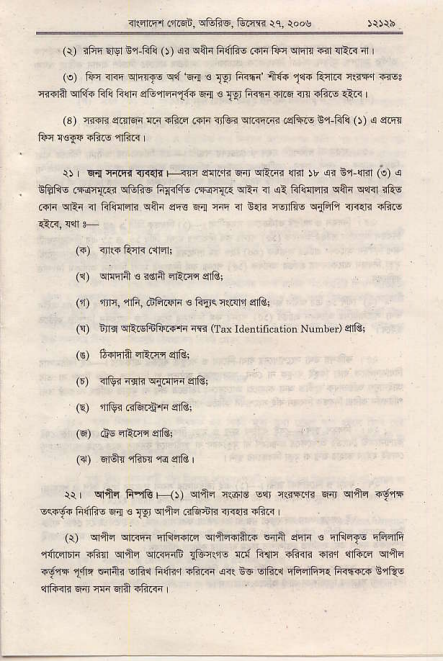 বাংলাদেশ গেজেট, অতিরিক্ত, ডিসেম্বর ২৭, ২০০৬ ১২১২৯
(২) রসিদ ছাড়া উপ-বিধি (১) এর অধীন নির্ধারিত কোন ফিস আদায় করা যাইবে না।
(৩) ফিস বাবদ আদায়কৃত অর্থ ‘জন্ম ও মৃত্যু নিবন্ধন’ শীর্ষক পৃথক হিসাবে সংরক্ষণ করতঃ
সরকারী আর্থিক বিধি বিধান প্রতিপালনপূর্বক জন্ম ও মৃত্যু নিবন্ধন কাজে ব্যয় করিতে হইবে।
(৪) সরকার প্রয়োজন মনে করিলে কোন ব্যক্তির আবেদনের প্রেক্ষিতে উপ-বিধি (১) এ প্রদেয়
ফিস মওকুফ করিতে পারিবে।
২১। জন্ম সনদের ব্যবহার।—বয়স প্রমাণের জন্য আইনের ধারা ১৮ এর উপ-ধারা (৩) এ
উল্লিখিত ক্ষেত্রসমূহের অতিরিক্ত নিম্নবর্ণিত ক্ষেত্রসমূহে আইন বা এই বিধিমালার অধীন অথবা রহিত
কোন আইন বা বিধিমালার অধীন প্রদত্ত জন্ম সনদ বা উহার সত্যায়িত অনুলিপি ব্যবহার করিতে
হইবে, যথা ঃ—
(ক) ব্যাংক হিসাব খোলা;
(খ) আমদানী ও রপ্তানী লাইসেন্স প্রাপ্তি;
(গ) গ্যাস, পানি, টেলিফোন ও বিদ্যুৎ সংযোগ প্রাপ্তি;
(ঘ) ট্যাক্স আইডেন্টিফিকেশন নম্বর (Tax Identification Number) প্রাপ্তি;
(ঙ) ঠিকাদারী লাইসেন্স প্রাপ্তি;
(চ) বাড়ির নক্সার অনুমোদন প্রাপ্তি;
(ছ) গাড়ির রেজিস্ট্রেশন প্রাপ্তি;
(জ) ট্রেড লাইসেন্স প্রাপ্তি;
(ঝ) জাতীয় পরিচয় পত্র প্রাপ্তি।
২২। আপীল নিষ্পত্তি।—(১) আপীল সংক্রান্ত তথ্য সংরক্ষণের জন্য আপীল কর্তৃপক্ষ
তৎকর্তৃক নির্ধারিত জন্ম ও মৃত্যু আপীল রেজিস্টার ব্যবহার করিবে।
(২) আপীল আবেদন দাখিলকালে আপীলকারীকে শুনানী প্রদান ও দাখিলকৃত দলিলাদি
পর্যালোচন করিয়া আপীল আবেদনটি যুক্তিসংগত মর্মে বিশ্বাস করিবার কারণ থাকিলে আপীল
কর্তৃপক্ষ পূর্ণাঙ্গ শুনানীর তারিখ নির্ধারণ করিবেন এবং উক্ত তারিখে দলিলাদিসহ নিবন্ধককে উপস্থিত
থাকিবার জন্য সমন জারী করিবেন।